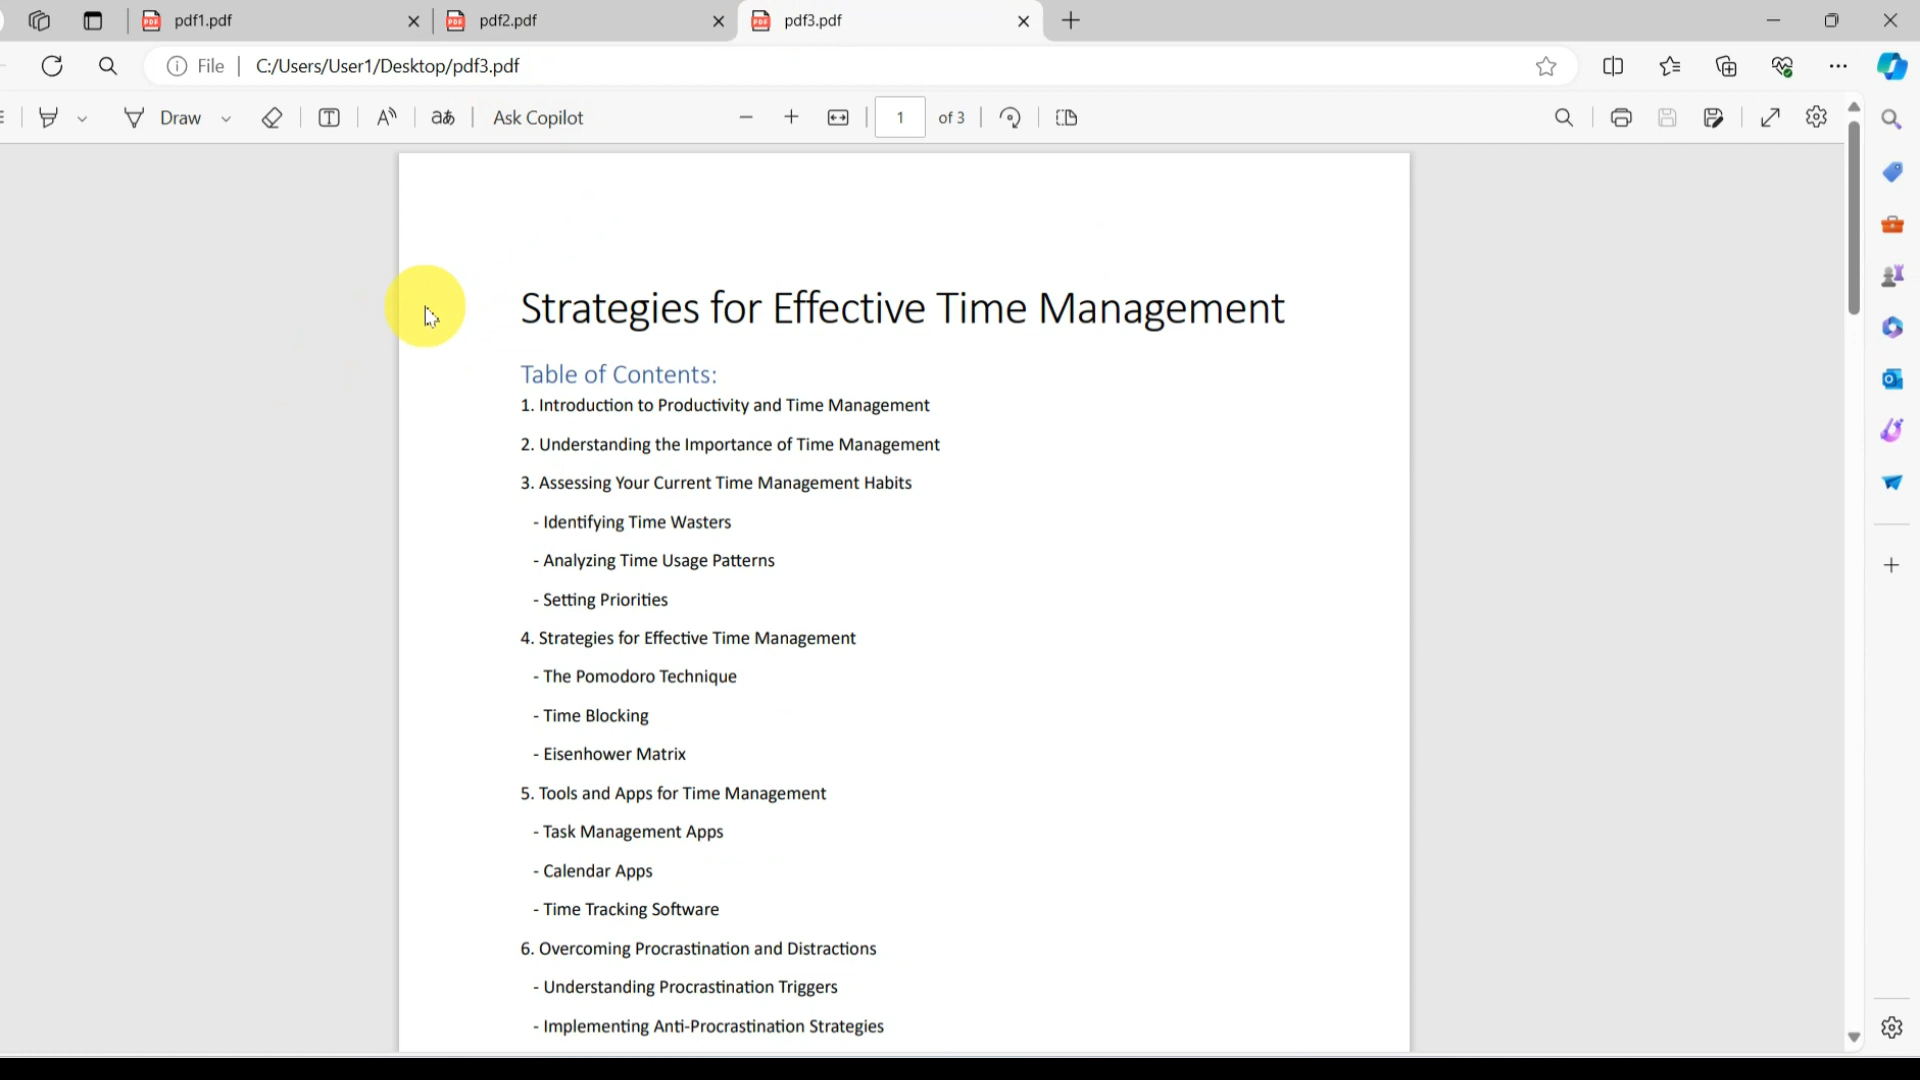 pdf1.pdf
pdf2.pdf
pdf3.pdf
File | C:/Users/User1/Desktop/pdf3.pdf
Draw
aあ
Ask Copilot
1 of 3
Strategies for Effective Time Management
Table of Contents:
1. Introduction to Productivity and Time Management
2. Understanding the Importance of Time Management
3. Assessing Your Current Time Management Habits
- Identifying Time Wasters
- Analyzing Time Usage Patterns
- Setting Priorities
4. Strategies for Effective Time Management
- The Pomodoro Technique
- Time Blocking
- Eisenhower Matrix
5. Tools and Apps for Time Management
- Task Management Apps
- Calendar Apps
- Time Tracking Software
6. Overcoming Procrastination and Distractions
- Understanding Procrastination Triggers
- Implementing Anti-Procrastination Strategies